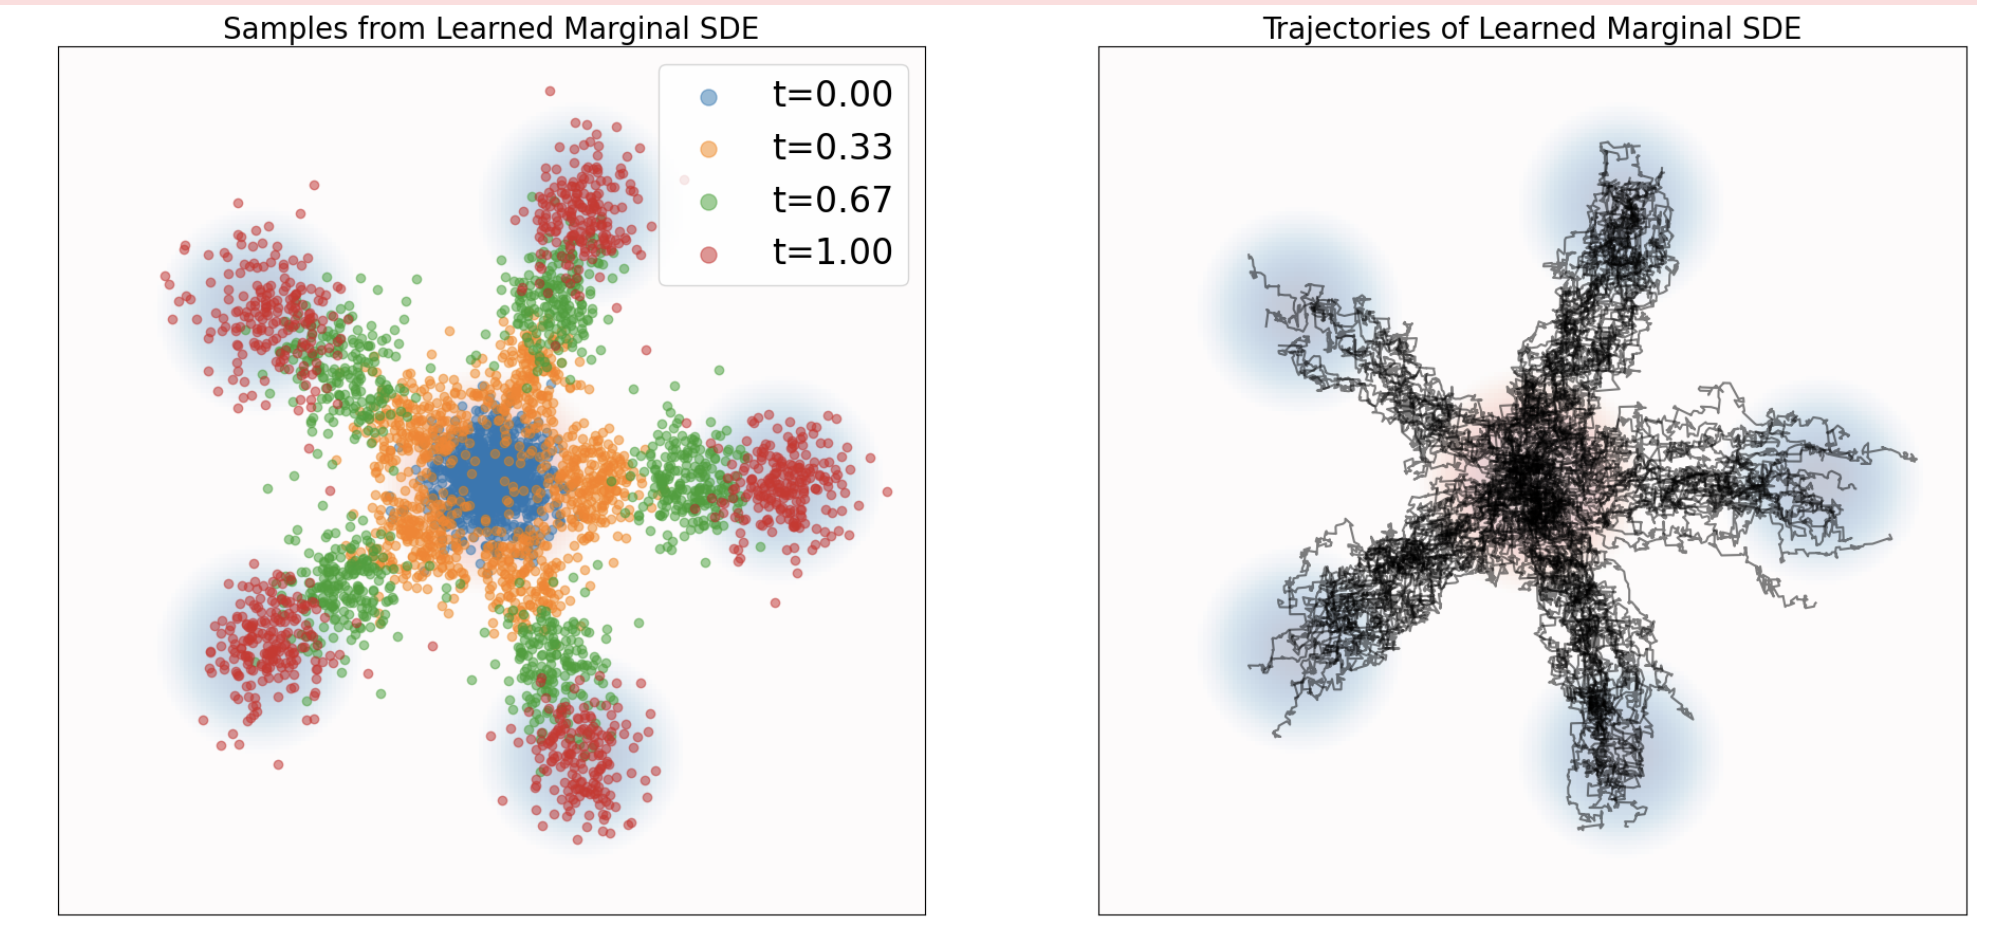 Samples from Learned Marginal SDE
t=0.00
t=0.33
t=0.67
t=1.00
Trajectories of Learned Marginal SDE